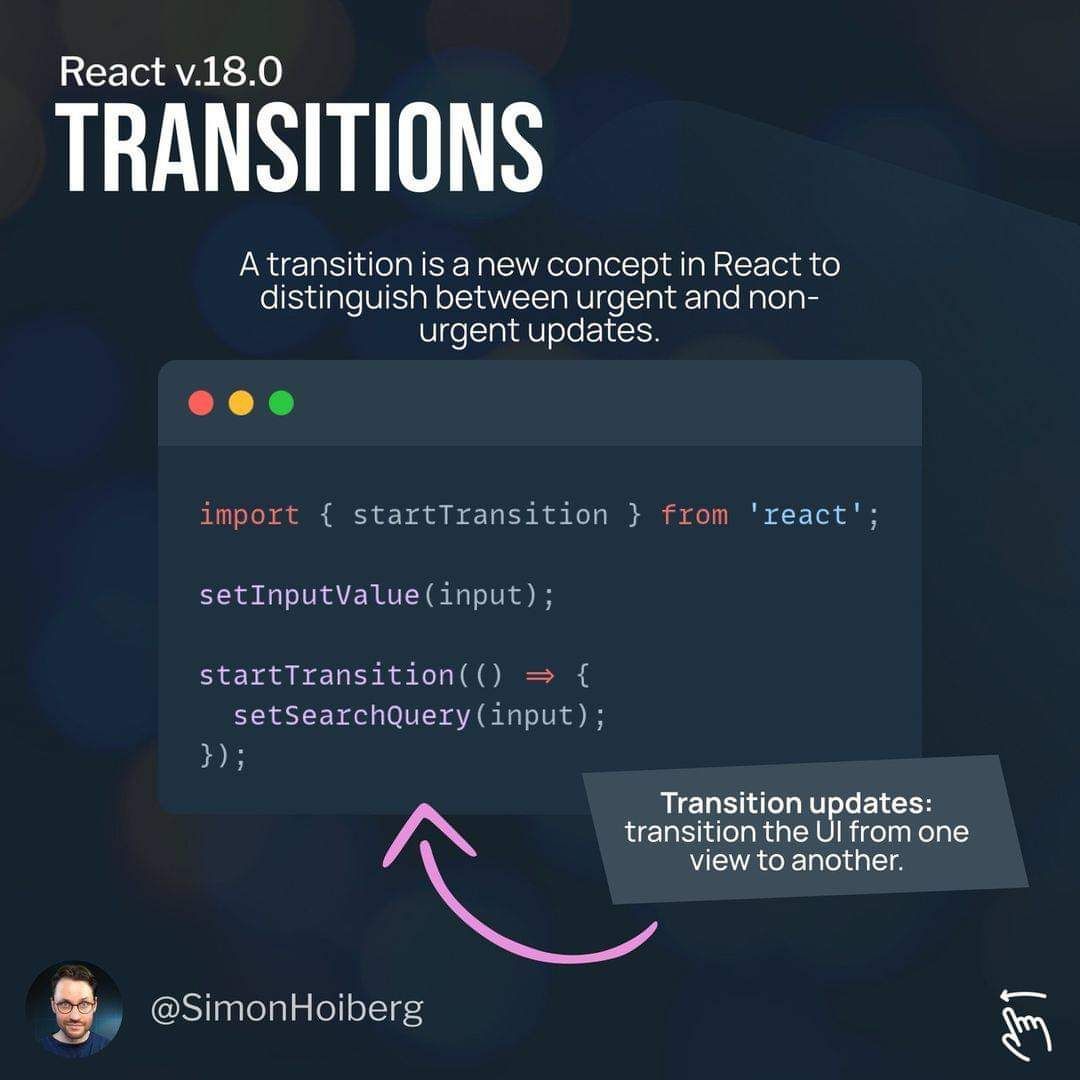 React v.18.0
TRANSITIONS
A transition is a new concept in React to
distinguish between urgent and non-
urgent updates.
import { startTransition } from 'react';
setInputValue(input);
startTransition(() => {
  setSearchQuery(input);
});
Transition updates:
transition the UI from one
view to another.
@SimonHoiberg